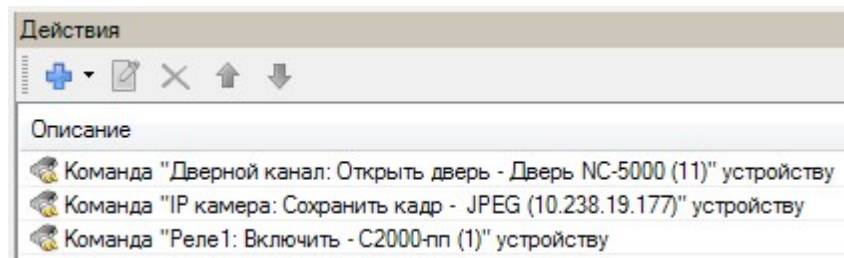 Действия
Описание
Команда "Дверной канал: Открыть дверь - Дверь NC-5000 (11)" устройству
Команда "IP камера: Сохранить кадр -  JPEG (10.238.19.177)" устройству
Команда "Реле1: Включить - С2000-пп (1)" устройству